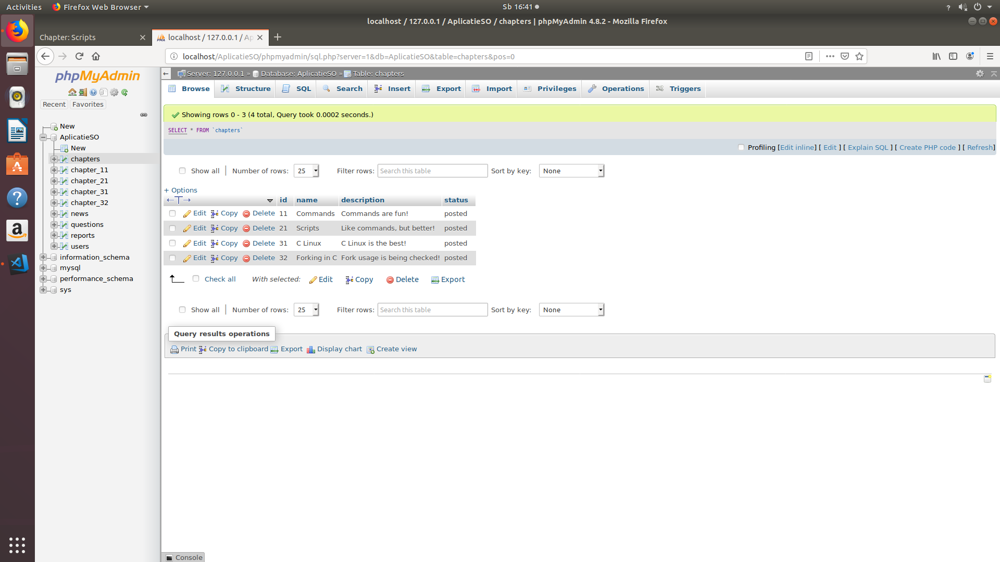 Activities Firefox Web Browser Sb 16:41
localhost / 127.0.0.1 / AplicatieSO / chapters | phpMyAdmin 4.8.2 - Mozilla Firefox
Chapter: Scripts localhost / 127.0.0.1 / Ap
localhost/AplicatieSO/phpmyadmin/sql.php?server=1&db=AplicatieSO&table=chapters&pos=0
phpMyAdmin
Recent Favorites
New
AplicatieSO
New
chapters
chapter_11
chapter_21
chapter_31
chapter_32
news
questions
reports
users
information_schema
mysql
performance_schema
sys
Server: 127.0.0.1 » Database: AplicatieSO » Table: chapters
Browse Structure SQL Search Insert Export Import Privileges Operations Triggers
Showing rows 0 - 3 (4 total, Query took 0.0002 seconds.)
SELECT * FROM `chapters`
Profiling [Edit inline] [ Edit ] [ Explain SQL ] [ Create PHP code ] [ Refresh]
Show all | Number of rows: 25 Filter rows: Search this table Sort by key: None
+ Options
←T→ id name description status
Edit Copy Delete 11 Commands Commands are fun! posted
Edit Copy Delete 21 Scripts Like commands, but better! posted
Edit Copy Delete 31 C Linux C Linux is the best! posted
Edit Copy Delete 32 Forking in C Fork usage is being checked! posted
Check all With selected: Edit Copy Delete Export
Show all | Number of rows: 25 Filter rows: Search this table Sort by key: None
Query results operations
Print Copy to clipboard Export Display chart Create view
Console